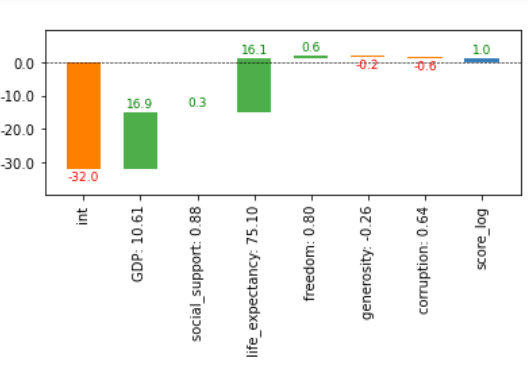 16.1
0.6
1.0
0.0
-0.2
-0.6
-10.0
16.9
0.3
-20.0
-30.0
-32.0
int
GDP: 10.61
social_support: 0.88
life_expectancy: 75.10
freedom: 0.80
generosity: -0.26
corruption: 0.64
score_log